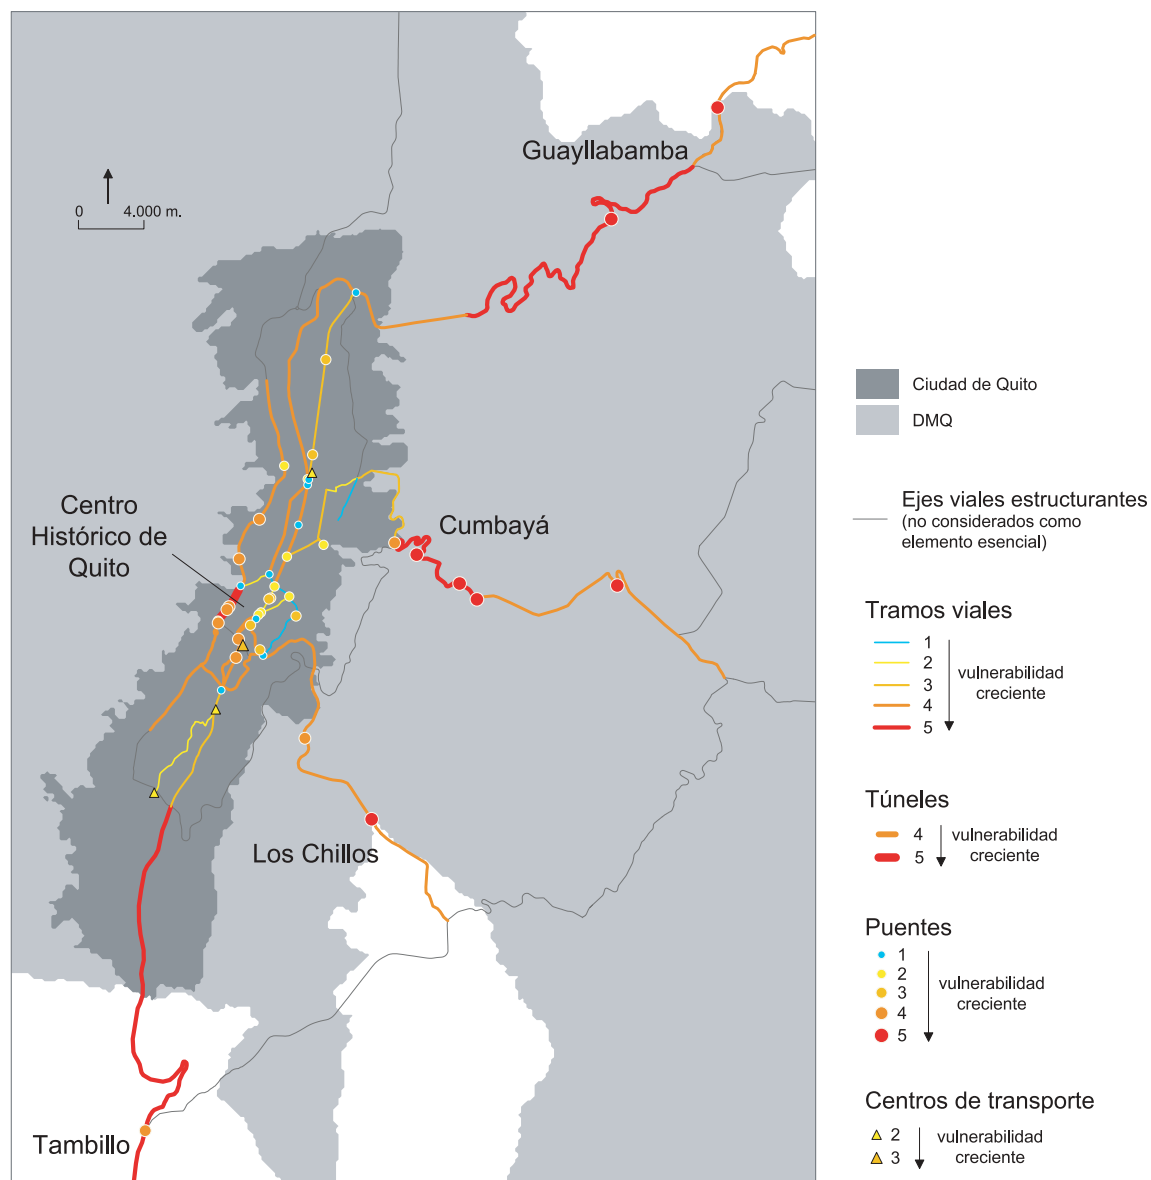 Guayllabamba
0 4.000 m.
Centro
Histórico de
Quito
Cumbayá
Los Chillos
Tambillo
Ciudad de Quito
DMQ
Ejes viales estructurantes
(no considerados como
elemento esencial)
Tramos viales
1
2
3
4
5
vulnerabilidad
creciente
Túneles
4
5
vulnerabilidad
creciente
Puentes
1
2
3
4
5
vulnerabilidad
creciente
Centros de transporte
2
3
vulnerabilidad
creciente